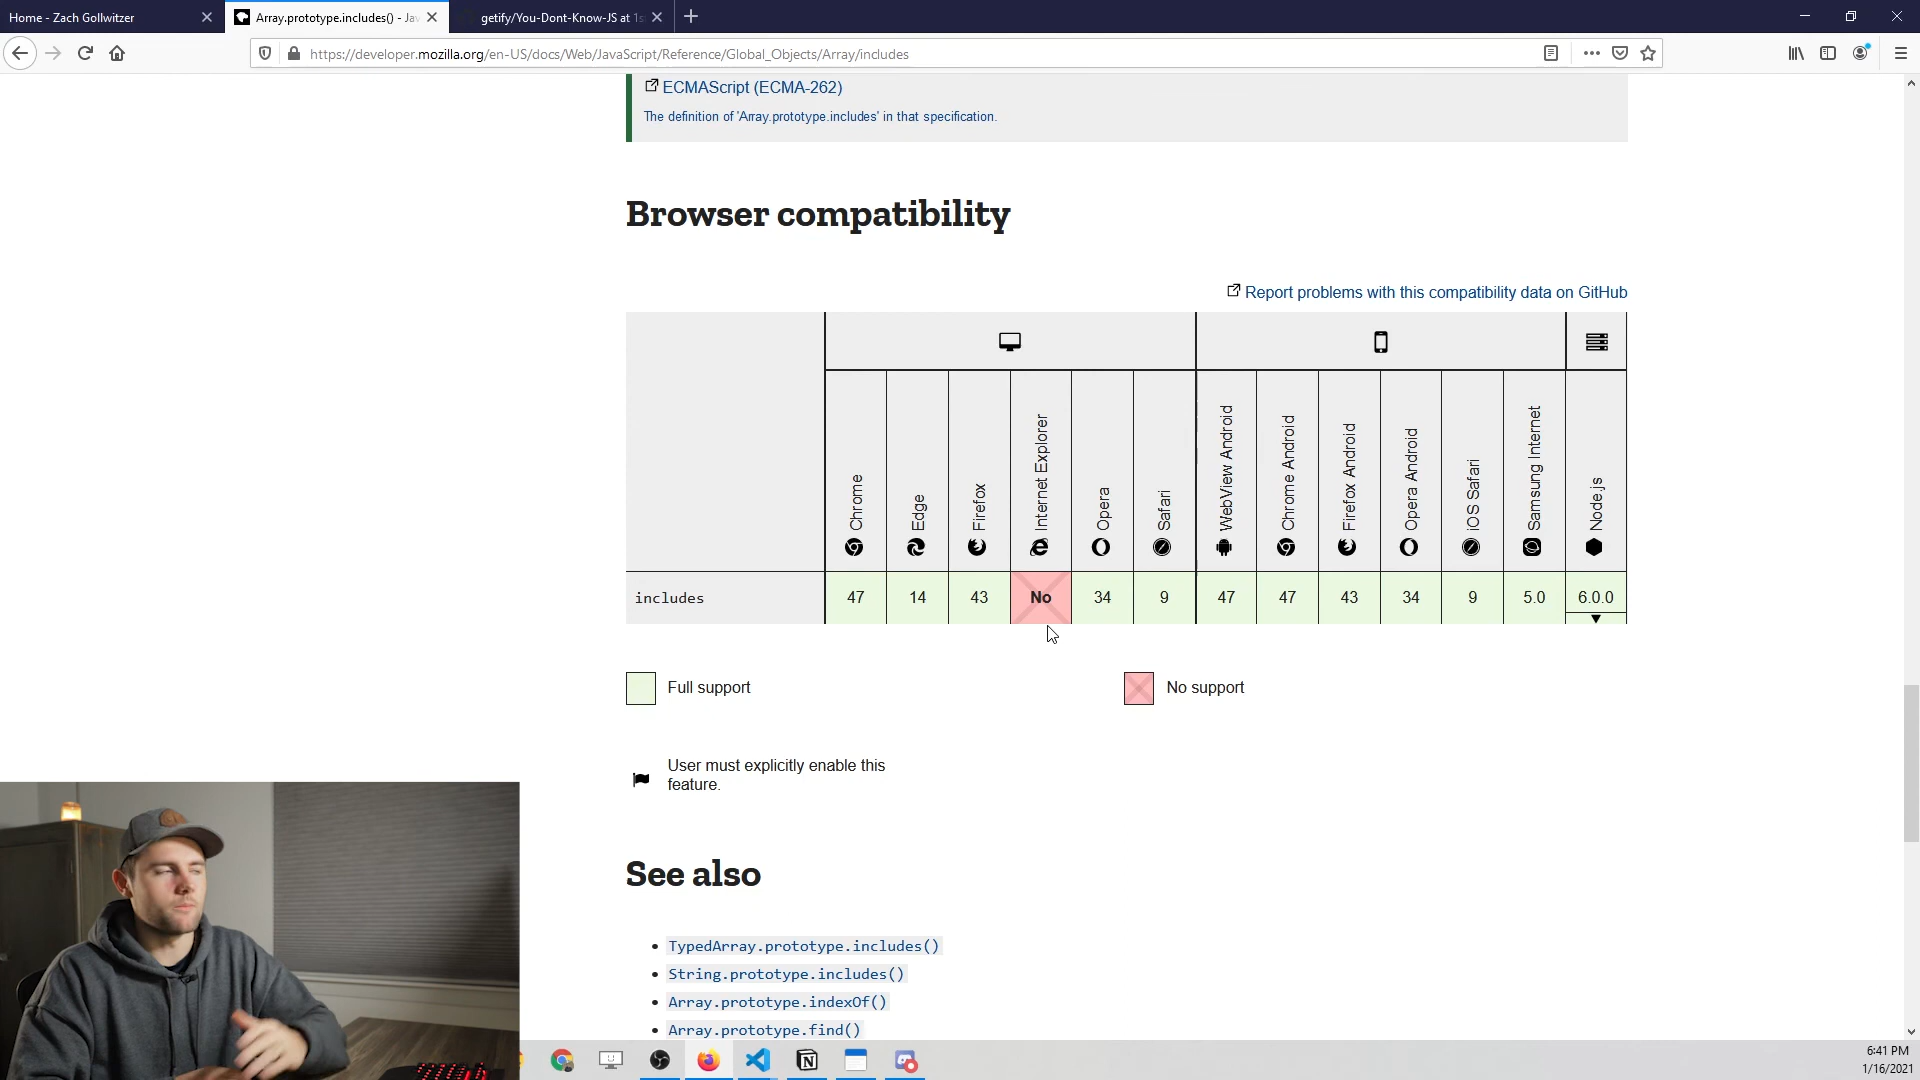 Home - Zach Gollwitzer
Array.prototype.includes() - Jav
getify/You-Dont-Know-JS at 1s
https://developer.mozilla.org/en-US/docs/Web/JavaScript/Reference/Global_Objects/Array/includes
ECMAScript (ECMA-262)
The definition of 'Array.prototype.includes' in that specification.
Browser compatibility
Report problems with this compatibility data on GitHub
Chrome
Edge
Firefox
Internet Explorer
Opera
Safari
WebView Android
Chrome Android
Firefox Android
Opera Android
iOS Safari
Samsung Internet
Node.js
includes 47 14 43 No 34 9 47 47 43 34 9 5.0 6.0.0
Full support
No support
User must explicitly enable this
feature.
See also
TypedArray.prototype.includes()
String.prototype.includes()
Array.prototype.indexOf()
Array.prototype.find()
6:41 PM
1/16/2021